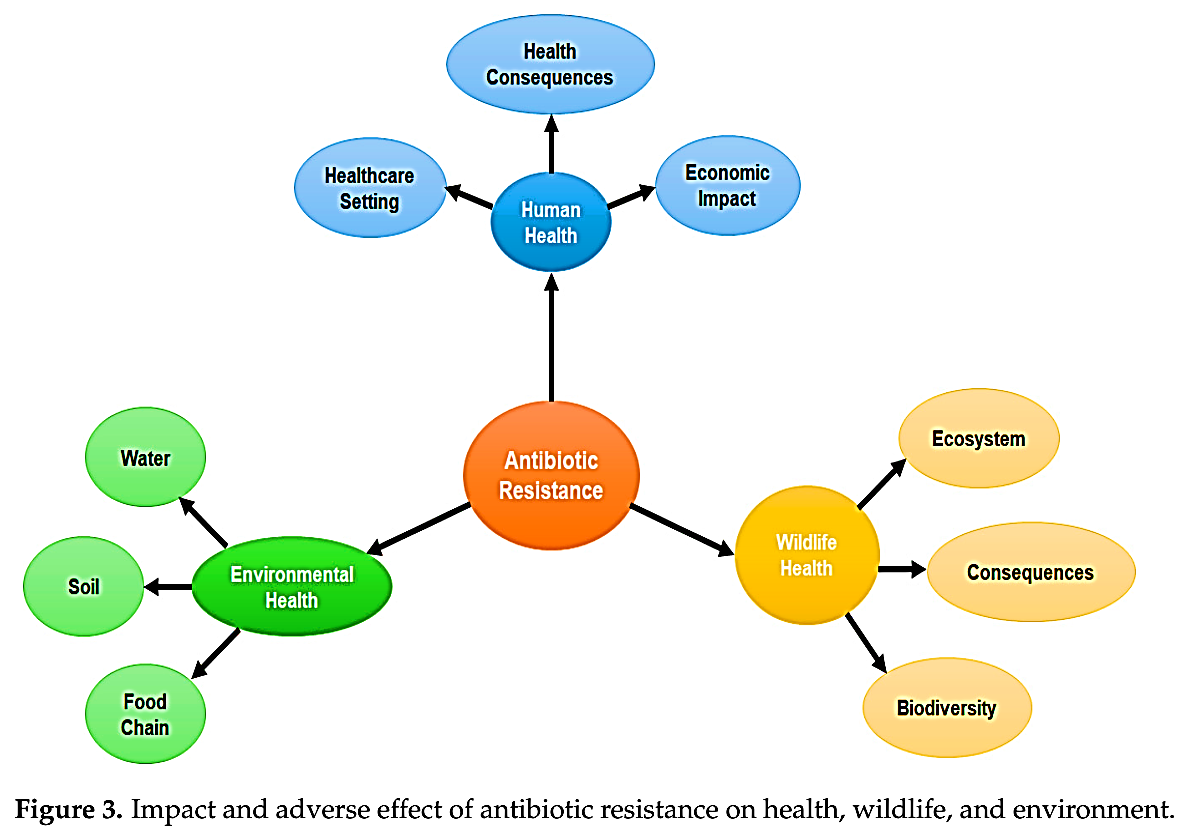 Health
Consequences
Healthcare
Setting
Economic
Impact
Human
Health
Antibiotic
Resistance
Water
Soil
Food
Chain
Environmental
Health
Wildlife
Health
Ecosystem
Consequences
Biodiversity
Figure 3. Impact and adverse effect of antibiotic resistance on health, wildlife, and environment.